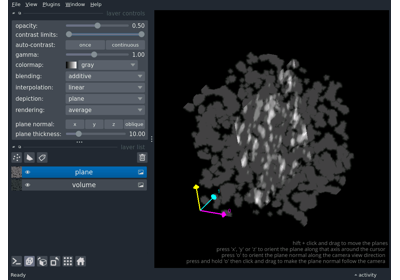 File View Plugins Window Help
layer controls
opacity: 0.50
contrast limits:
auto-contrast: once continuous
gamma: 1.00
colormap: gray
blending: additive
interpolation: linear
depiction: plane
rendering: average
plane normal: x y z oblique
plane thickness: 10.00
layer list
plane
volume
shift + click and drag to move the planes
press 'x', 'y' or 'z' to orient the plane along that axis around the cursor
press 'o' to orient the plane normal along the camera view direction
press and hold 'o' then click and drag to make the plane normal follow the camera
Ready
activity